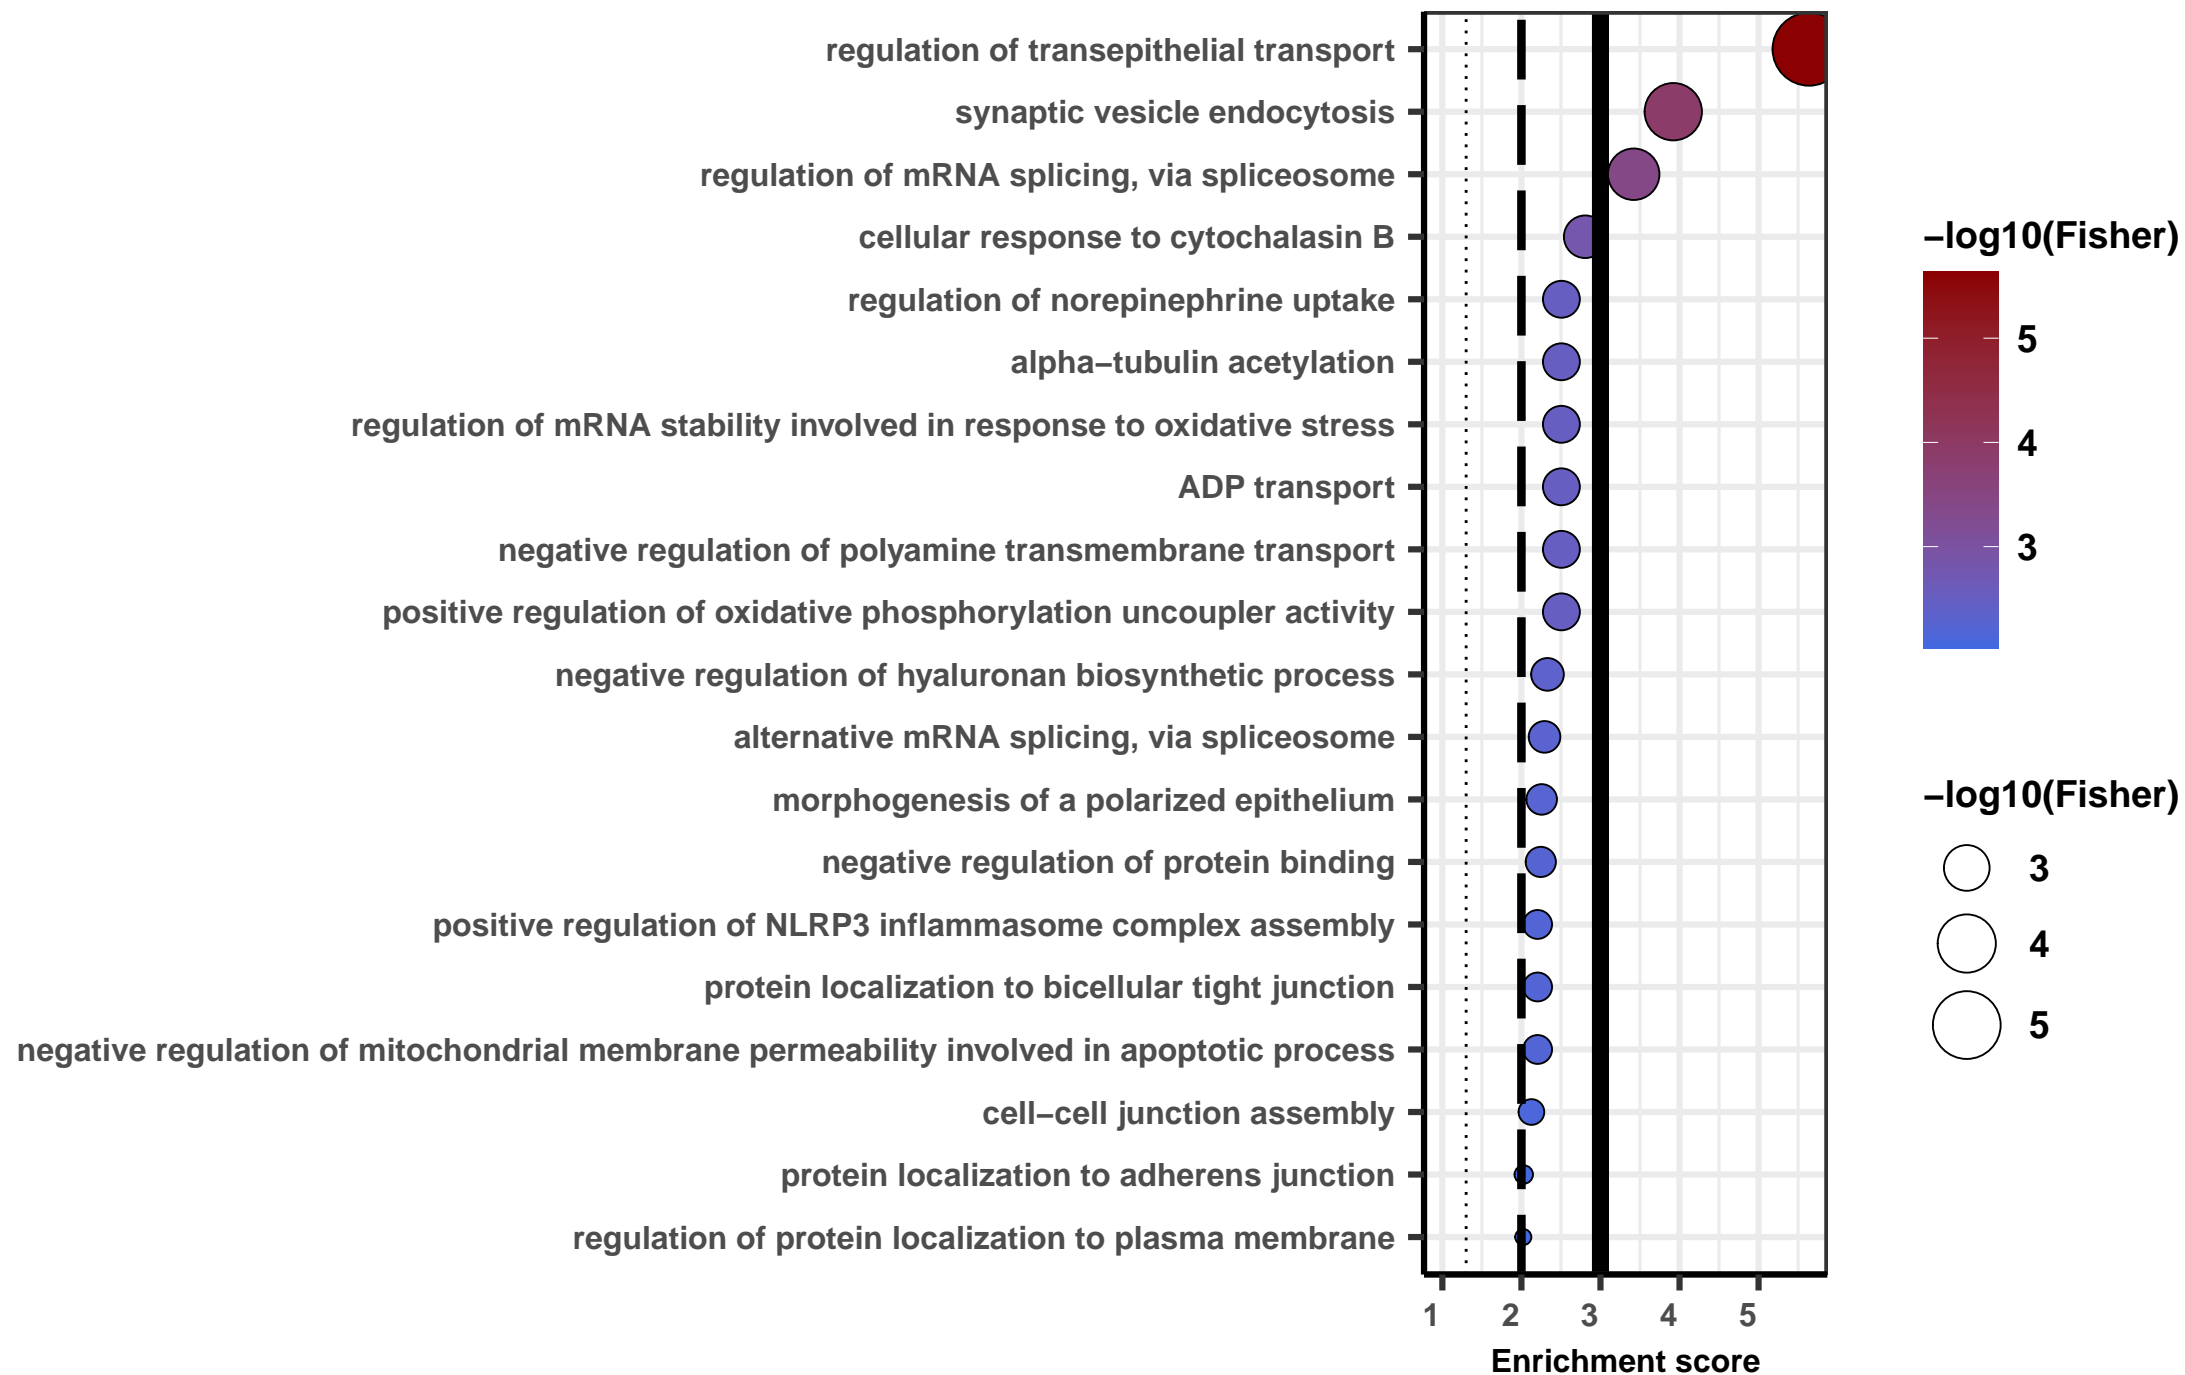 regulation of transepithelial transport
synaptic vesicle endocytosis
regulation of mRNA splicing, via spliceosome
cellular response to cytochalasin B
regulation of norepinephrine uptake
alpha−tubulin acetylation
regulation of mRNA stability involved in response to oxidative stress
ADP transport
negative regulation of polyamine transmembrane transport
positive regulation of oxidative phosphorylation uncoupler activity
negative regulation of hyaluronan biosynthetic process
alternative mRNA splicing, via spliceosome
morphogenesis of a polarized epithelium
negative regulation of protein binding
positive regulation of NLRP3 inflammasome complex assembly
protein localization to bicellular tight junction
negative regulation of mitochondrial membrane permeability involved in apoptotic process
cell−cell junction assembly
protein localization to adherens junction
regulation of protein localization to plasma membrane
1 2 3 4 5
Enrichment score
−log10(Fisher)
5
4
3
−log10(Fisher)
3
4
5